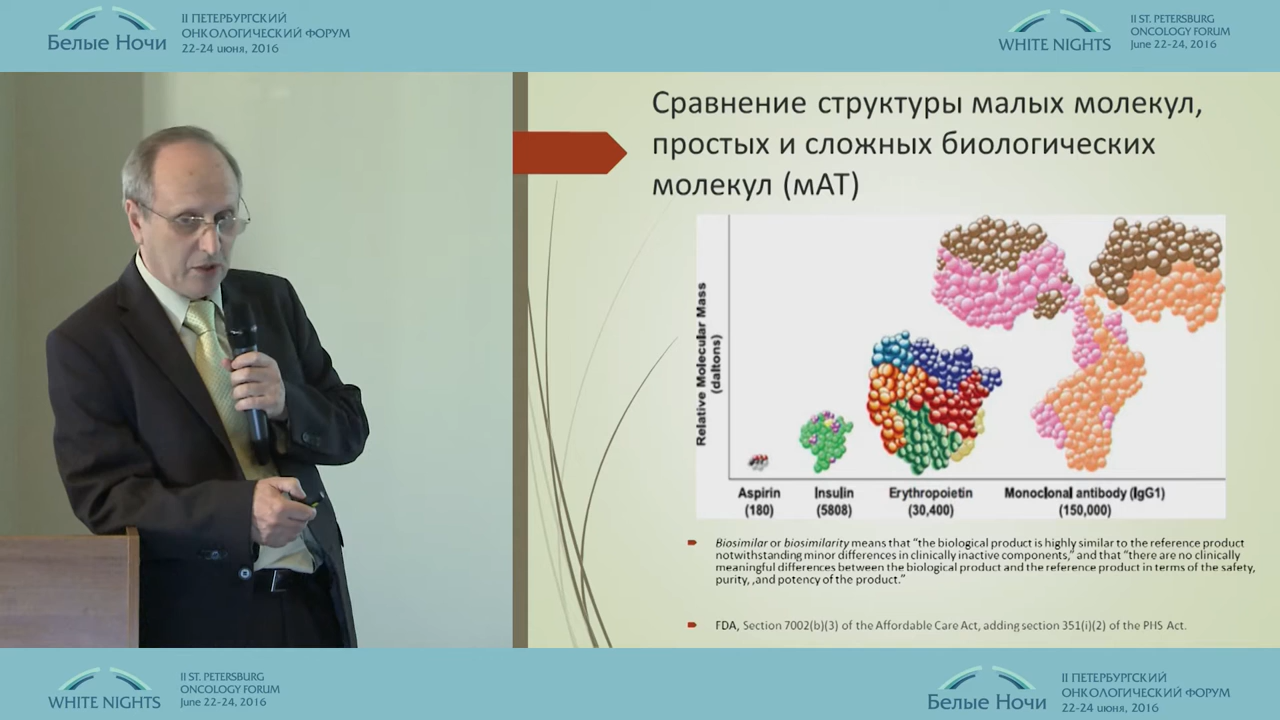 II ПЕТЕРБУРГСКИЙ
ОНКОЛОГИЧЕСКИЙ ФОРУМ
22-24 июня, 2016
Белые Ночи
II ST. PETERSBURG
ONCOLOGY FORUM
June 22-24, 2016
WHITE NIGHTS
Сравнение структуры малых молекул,
простых и сложных биологических
молекул (мАТ)
Relative Molecular Mass
(daltons)
Aspirin
(180)
Insulin
(5808)
Erythropoietin
(30,400)
Monoclonal antibody (IgG1)
(150,000)
Biosimilar or biosimilarity means that “the biological product is highly similar to the reference product
notwithstanding minor differences in clinically inactive components,” and that “there are no clinically
meaningful differences between the biological product and the reference product in terms of the safety,
purity, ,and potency of the product.”
FDA, Section 7002(b)(3) of the Affordable Care Act, adding section 351(i)(2) of the PHS Act.
WHITE NIGHTS
II ST. PETERSBURG
ONCOLOGY FORUM
June 22-24, 2016
Белые Ночи
II ПЕТЕРБУРГСКИЙ
ОНКОЛОГИЧЕСКИЙ ФОРУМ
22-24 июня, 2016